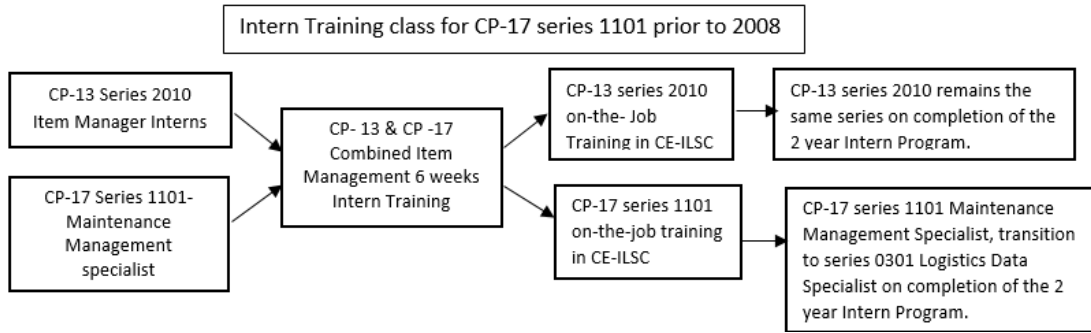 Intern Training class for CP-17 series 1101 prior to 2008
CP-13 Series 2010
Item Manager Interns
CP-17 Series 1101-
Maintenance
Management
specialist
CP- 13 & CP -17
Combined Item
Management 6 weeks
Intern Training
CP-13 series 2010
on-the- Job
Training in CE-ILSC
CP-17 series 1101
on-the-job training
in CE-ILSC
CP-13 series 2010 remains the
same series on completion of the
2 year Intern Program.
CP-17 series 1101 Maintenance
Management Specialist, transition
to series 0301 Logistics Data
Specialist on completion of the 2
year Intern Program.